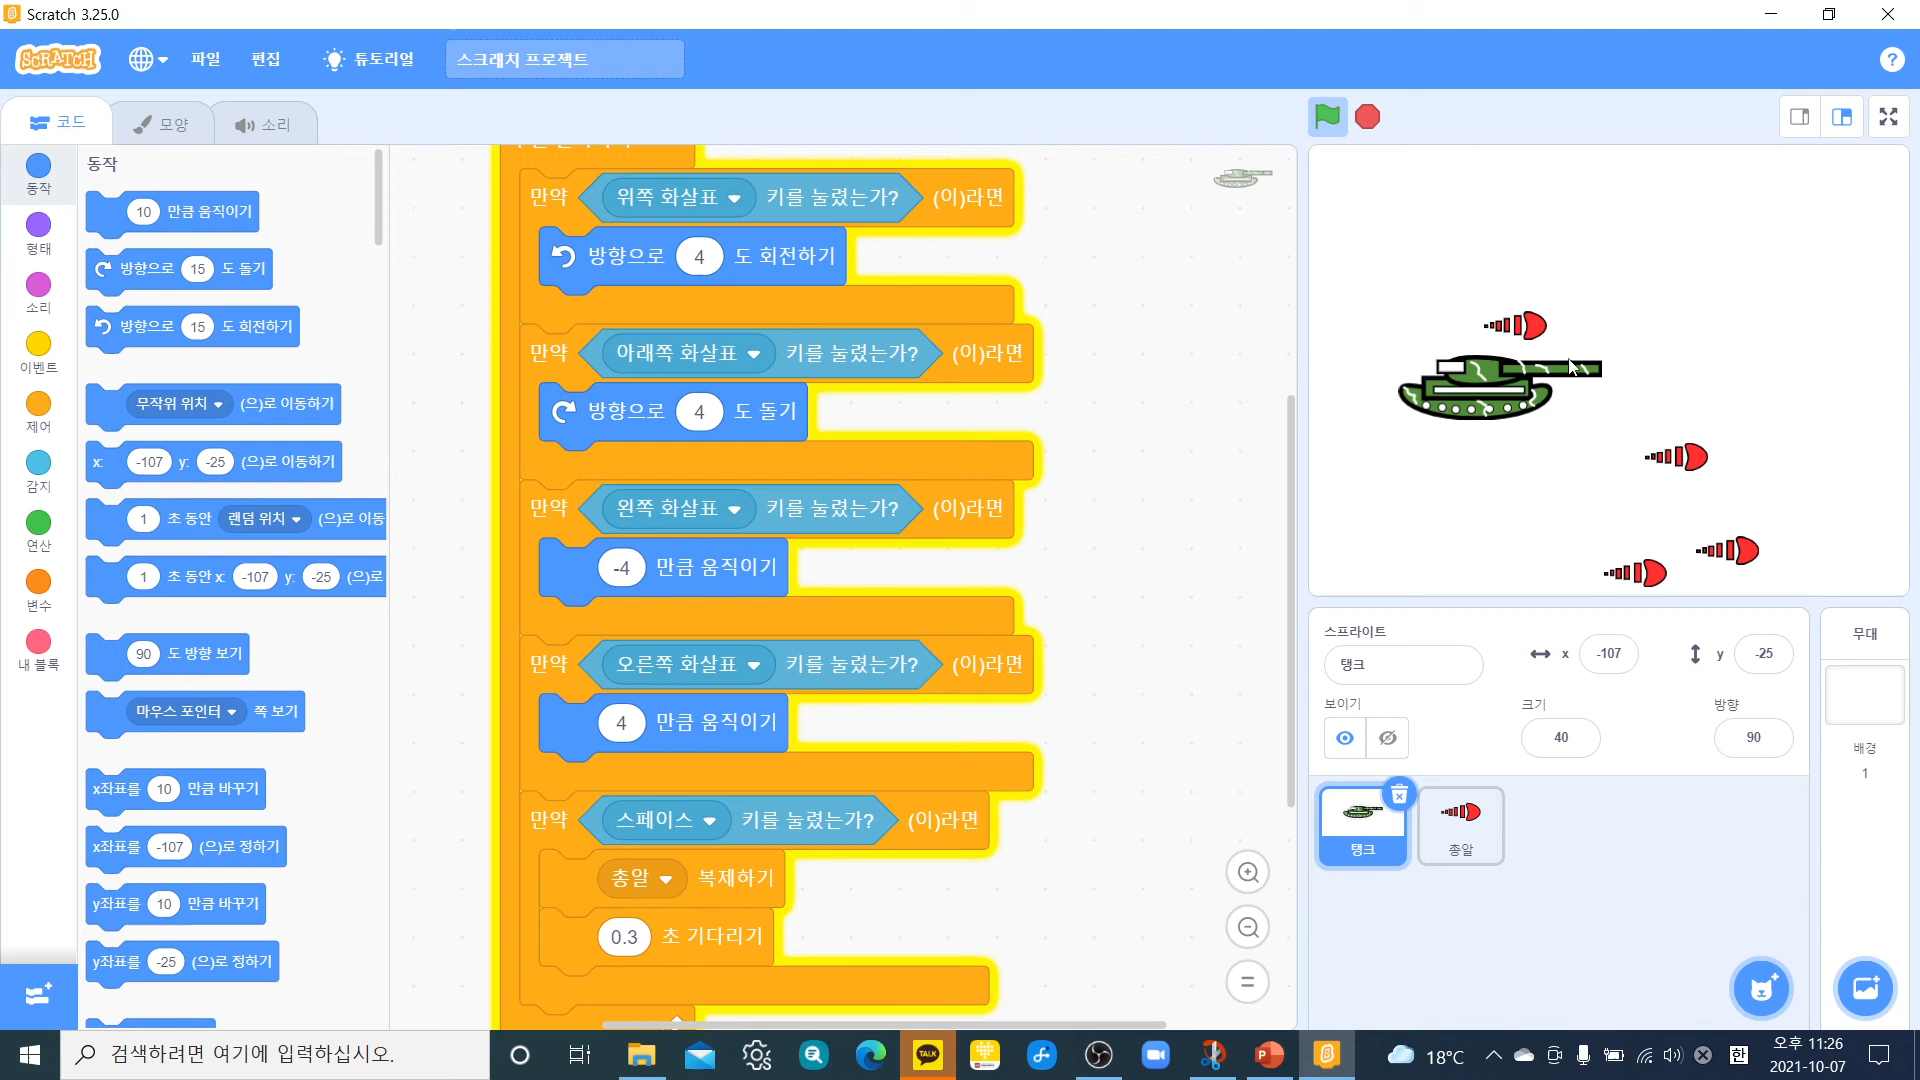 Scratch 3.25.0
SCRATCH
파일
편집
튜토리얼
스크래치 프로젝트
?
코드
모양
소리
동작
형태
소리
이벤트
제어
감지
연산
변수
내 블록
동작
10 만큼 움직이기
방향으로 15 도 돌기
방향으로 15 도 회전하기
무작위 위치 (으)로 이동하기
x: -107 y: -25 (으)로 이동하기
1 초 동안 랜덤 위치 (으)로 이동
1 초 동안 x: -107 y: -25 (으)로
90 도 방향 보기
마우스 포인터 쪽 보기
x좌표를 10 만큼 바꾸기
x좌표를 -107 (으)로 정하기
y좌표를 10 만큼 바꾸기
y좌표를 -25 (으)로 정하기
만약 위쪽 화살표 키를 눌렸는가? (이)라면
방향으로 4 도 회전하기
만약 아래쪽 화살표 키를 눌렸는가? (이)라면
방향으로 4 도 돌기
만약 왼쪽 화살표 키를 눌렸는가? (이)라면
-4 만큼 움직이기
만약 오른쪽 화살표 키를 눌렸는가? (이)라면
4 만큼 움직이기
만약 스페이스 키를 눌렸는가? (이)라면
총알 복제하기
0.3 초 기다리기
스프라이트
탱크
x -107
y -25
보이기
크기
40
방향
90
탱크
총알
무대
배경
1
검색하려면 여기에 입력하십시오.
TALK
18°C
한
오후 11:26
2021-10-07